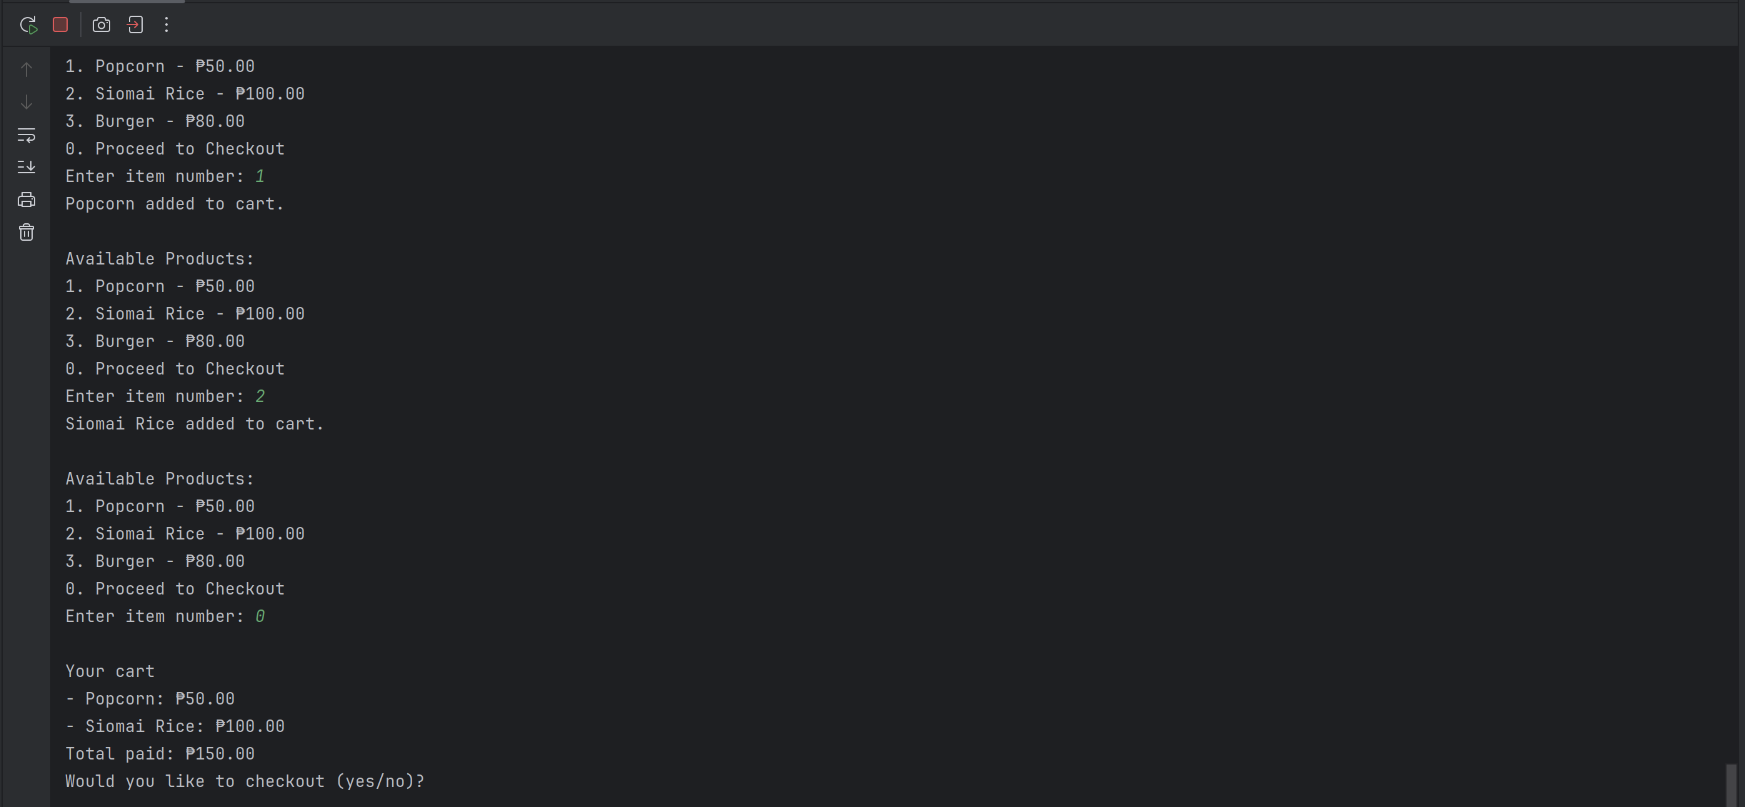 1. Popcorn - ₱50.00
2. Siomai Rice - ₱100.00
3. Burger - ₱80.00
0. Proceed to Checkout
Enter item number: 1
Popcorn added to cart.

Available Products:
1. Popcorn - ₱50.00
2. Siomai Rice - ₱100.00
3. Burger - ₱80.00
0. Proceed to Checkout
Enter item number: 2
Siomai Rice added to cart.

Available Products:
1. Popcorn - ₱50.00
2. Siomai Rice - ₱100.00
3. Burger - ₱80.00
0. Proceed to Checkout
Enter item number: 0

Your cart
- Popcorn: ₱50.00
- Siomai Rice: ₱100.00
Total paid: ₱150.00
Would you like to checkout (yes/no)?